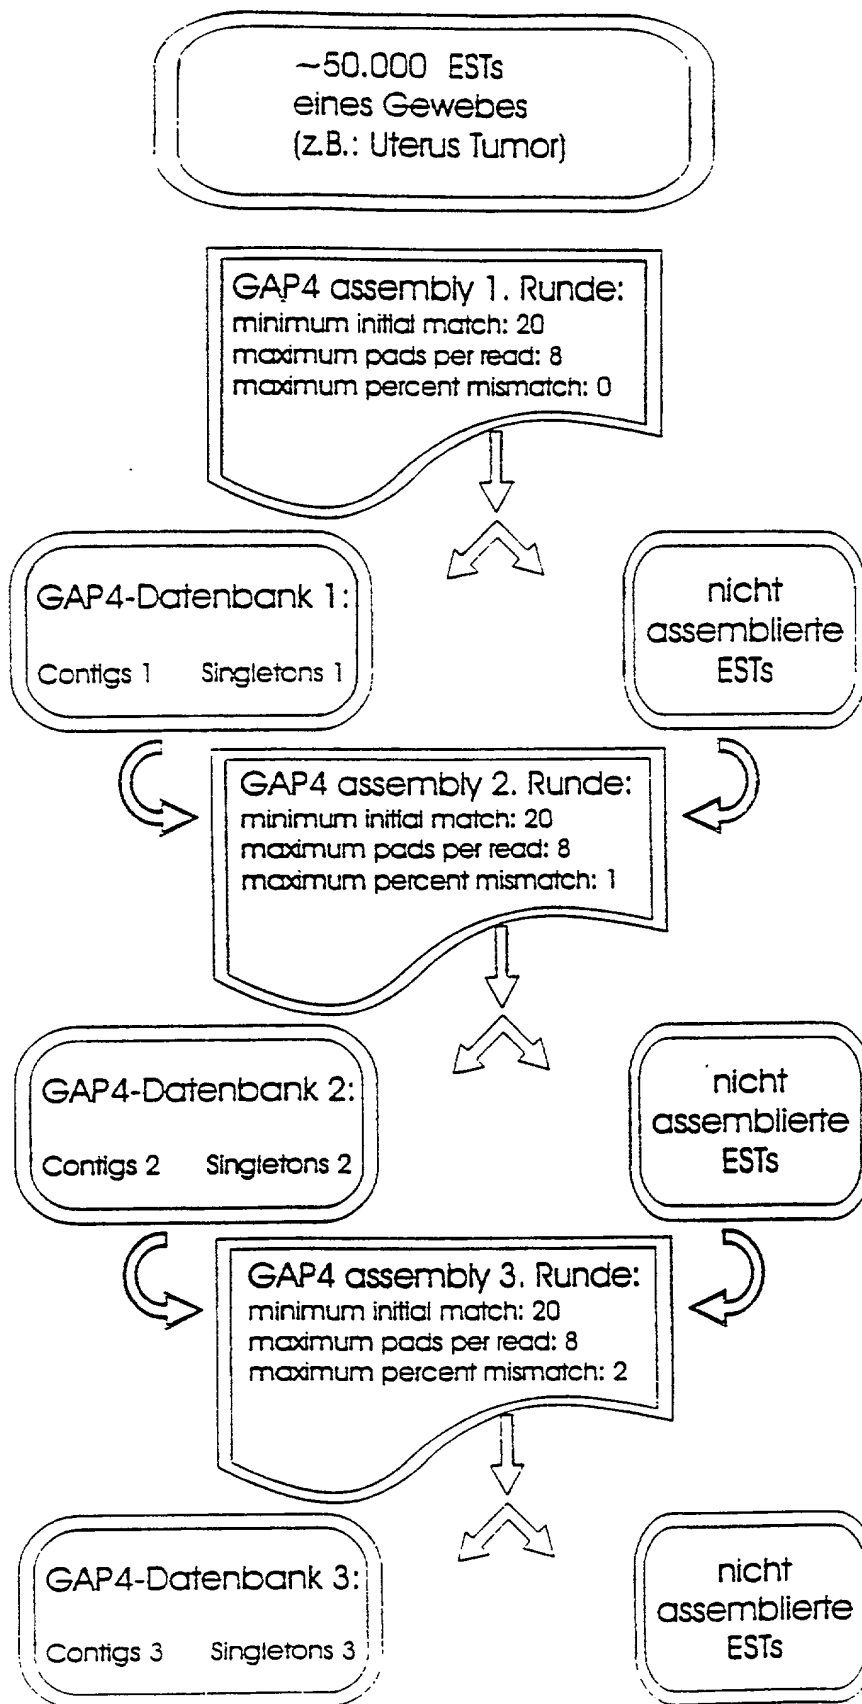 ~50.000 ESTs
eines Gewebes
(z.B.: Uterus Tumor)
GAP4 assembly 1. Runde:
minimum initial match: 20
maximum pads per read: 8
maximum percent mismatch: 0
GAP4-Datenbank 1:
Contigs 1 Singletons 1
nicht
assemblierte
ESTs
GAP4 assembly 2. Runde:
minimum initial match: 20
maximum pads per read: 8
maximum percent mismatch: 1
GAP4-Datenbank 2:
Contigs 2 Singletons 2
nicht
assemblierte
ESTs
GAP4 assembly 3. Runde:
minimum initial match: 20
maximum pads per read: 8
maximum percent mismatch: 2
GAP4-Datenbank 3:
Contigs 3 Singletons 3
nicht
assemblierte
ESTs